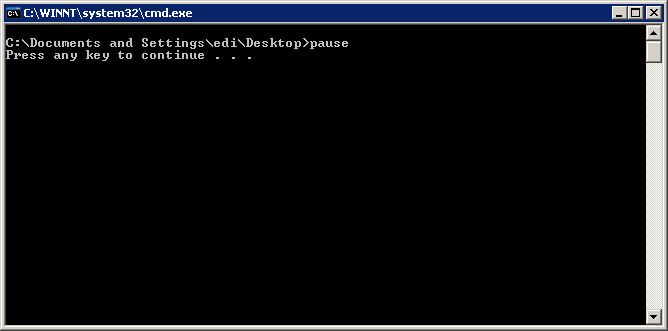 C:\WINNT\system32\cmd.exe
C:\Documents and Settings\edi\Desktop>pause
Press any key to continue . . .